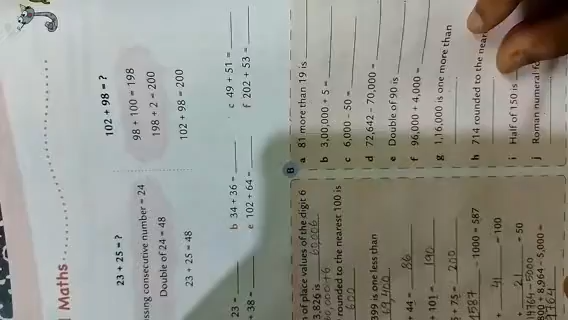 Maths
23 + 25 = ?
102 + 98 = ?
ssing consecutive number = 24
98 + 100 = 198
Double of 24 = 48
198 + 2 = 200
23 + 25 = 48
102 + 98 = 200
23 =
b 34 + 36 =
c 49 + 51 =
+ 38 =
e 102 + 64 =
f 202 + 53 =
of place values of the digit 6
3,826 is 60,006
60,000+6
rounded to the nearest 100 is
600
399 is one less than
69,400
+ 44 = 86
+ 101 = 190
+ 75 = 200
1587 - 1000 = 587
+ 41 = 100
+ 21 = 50
14764 - 5000
800 + 8,964 - 5,000 =
9764
B
a 81 more than 19 is
b 3,00,000 + 5 =
c 6,000 - 50 =
d 72,642 - 70,000 =
e Double of 90 is
f 96,000 + 4,000 =
g 1,16,000 is one more than
h 714 rounded to the near
i Half of 150 is
j Roman numeral fo